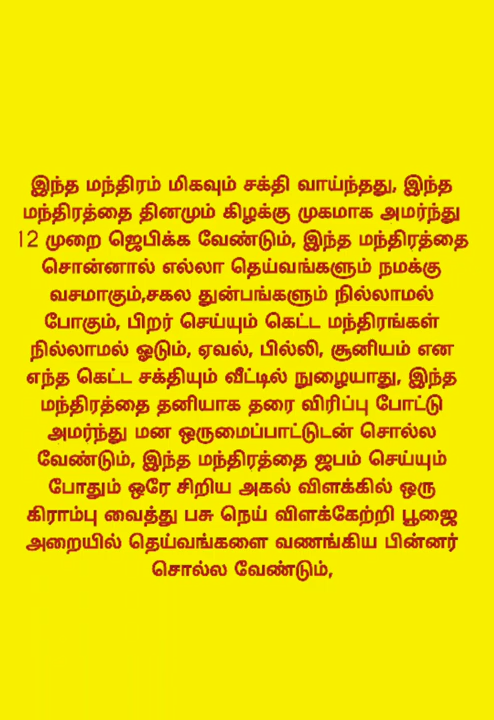 இந்த மந்திரம் மிகவும் சக்தி வாய்ந்தது, இந்த
மந்திரத்தை தினமும் கிழக்கு முகமாக அமர்ந்து
12 முறை ஜெபிக்க வேண்டும், இந்த மந்திரத்தை
சொன்னால் எல்லா தெய்வங்களும் நமக்கு
வசமாகும்,சகல துன்பங்களும் நில்லாமல்
போகும், பிறர் செய்யும் கெட்ட மந்திரங்கள்
நில்லாமல் ஓடும், ஏவல், பில்லி, சூனியம் என
எந்த கெட்ட சக்தியும் வீட்டில் நுழையாது, இந்த
மந்திரத்தை தனியாக தரை விரிப்பு போட்டு
அமர்ந்து மன ஒருமைப்பாட்டுடன் சொல்ல
வேண்டும், இந்த மந்திரத்தை ஜபம் செய்யும்
போதும் ஒரே சிறிய அகல் விளக்கில் ஒரு
கிராம்பு வைத்து பசு நெய் விளக்கேற்றி பூஜை
அறையில் தெய்வங்களை வணங்கிய பின்னர்
சொல்ல வேண்டும்,